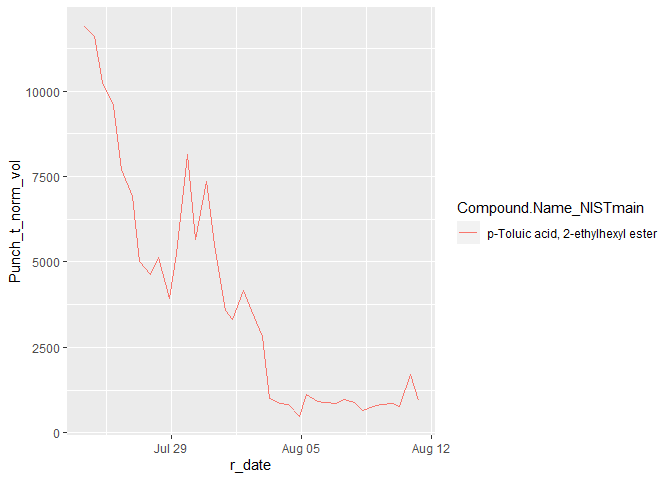 10000
7500
5000
2500
0
Punch_t_norm_vol
Jul 29
Aug 05
Aug 12
r_date
Compound.Name_NISTmain
p-Toluic acid, 2-ethylhexyl ester